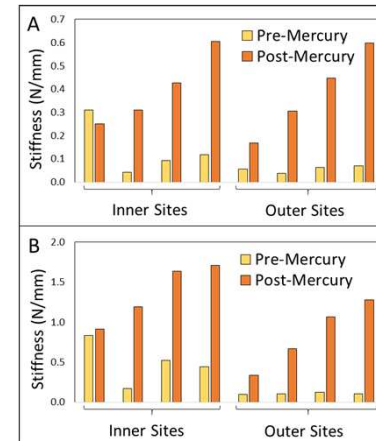 A
Stiffness (N/mm)
0.7
0.6
0.5
0.4
0.3
0.2
0.1
0.0
Pre-Mercury
Post-Mercury
Inner Sites
Outer Sites
B
Stiffness (N/mm)
2.0
1.5
1.0
0.5
0.0
Pre-Mercury
Post-Mercury
Inner Sites
Outer Sites